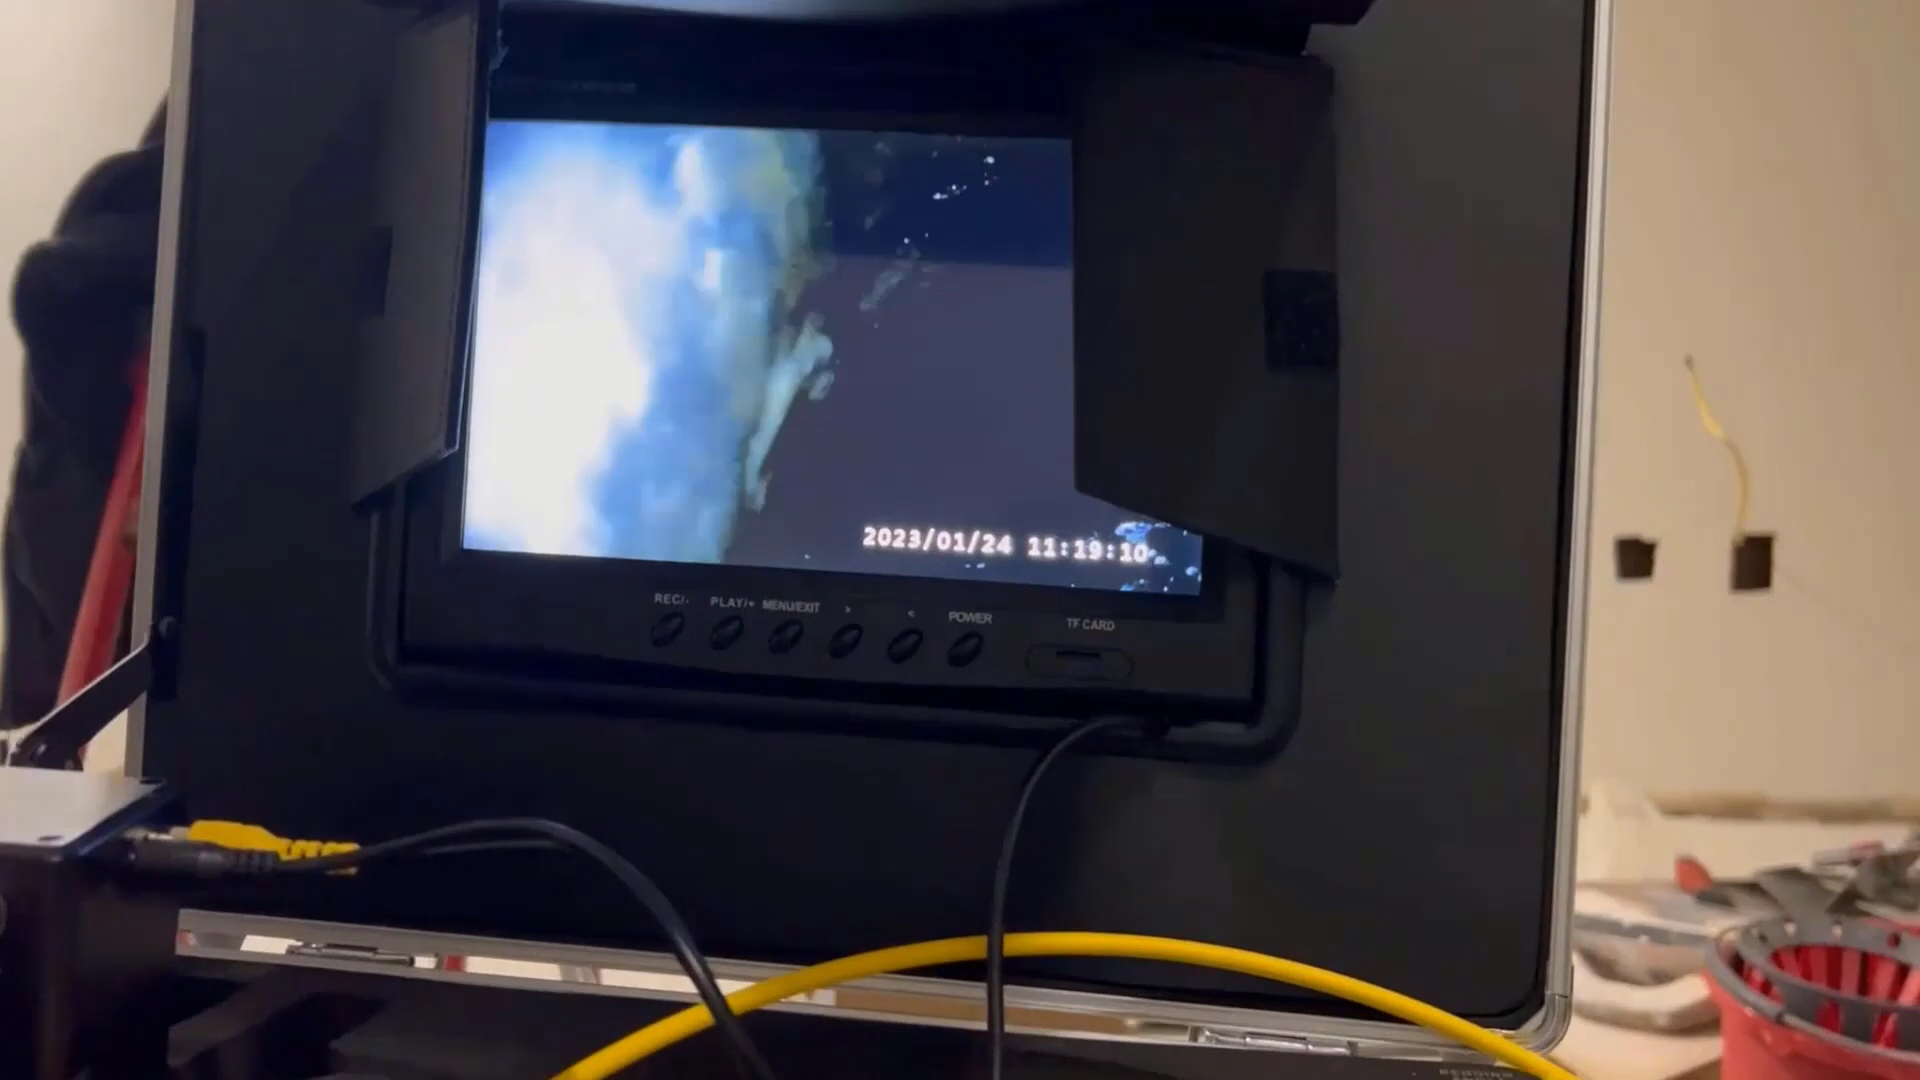 2023/01/24 11:19:10
REC/- PLAY/+ MENU/EXIT > < POWER TF CARD